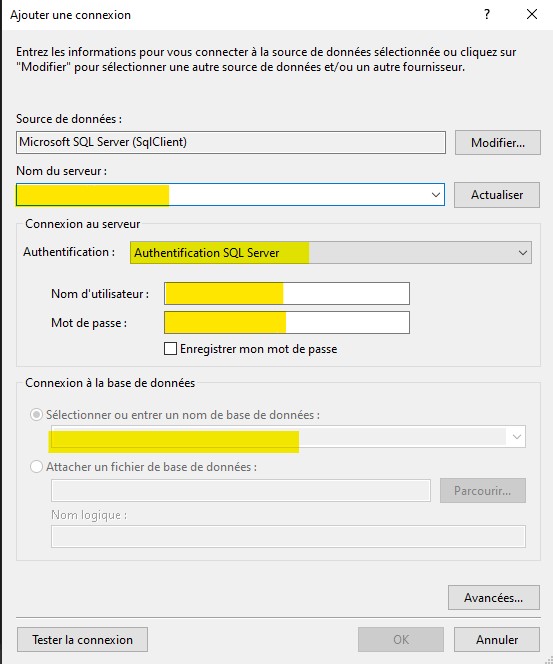 Ajouter une connexion
?
Entrez les informations pour vous connecter à la source de données sélectionnée ou cliquez sur
"Modifier" pour sélectionner une autre source de données et/ou un autre fournisseur.
Source de données :
Microsoft SQL Server (SqlClient)
Modifier...
Nom du serveur :
Actualiser
Connexion au serveur
Authentification :
Authentification SQL Server
Nom d'utilisateur :
Mot de passe :
Enregistrer mon mot de passe
Connexion à la base de données
Sélectionner ou entrer un nom de base de données :
Attacher un fichier de base de données :
Parcourir...
Nom logique :
Avancées...
Tester la connexion
OK
Annuler